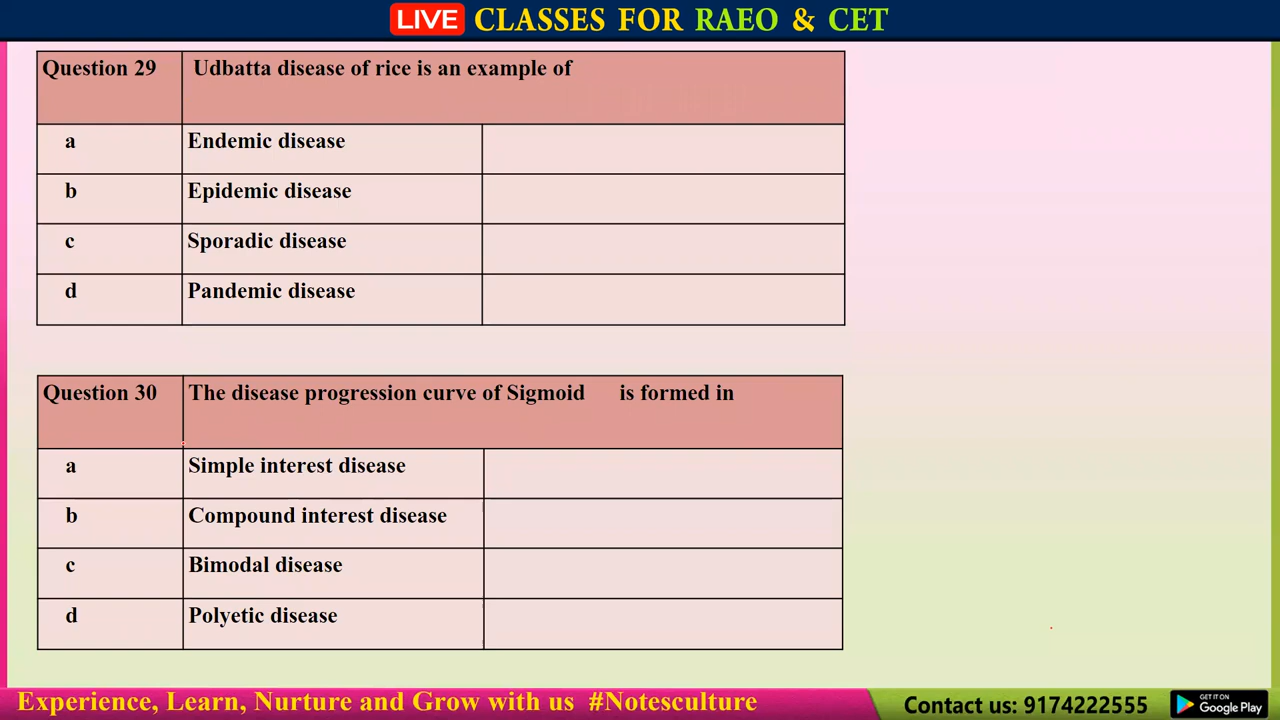 LIVE CLASSES FOR RAEO & CET
Question 29 Udbatta disease of rice is an example of
a Endemic disease
b Epidemic disease
c Sporadic disease
d Pandemic disease
Question 30 The disease progression curve of Sigmoid is formed in
a Simple interest disease
b Compound interest disease
c Bimodal disease
d Polyetic disease
Experience, Learn, Nurture and Grow with us #Notesculture Contact us: 9174222555 GET IT ON
Google Play